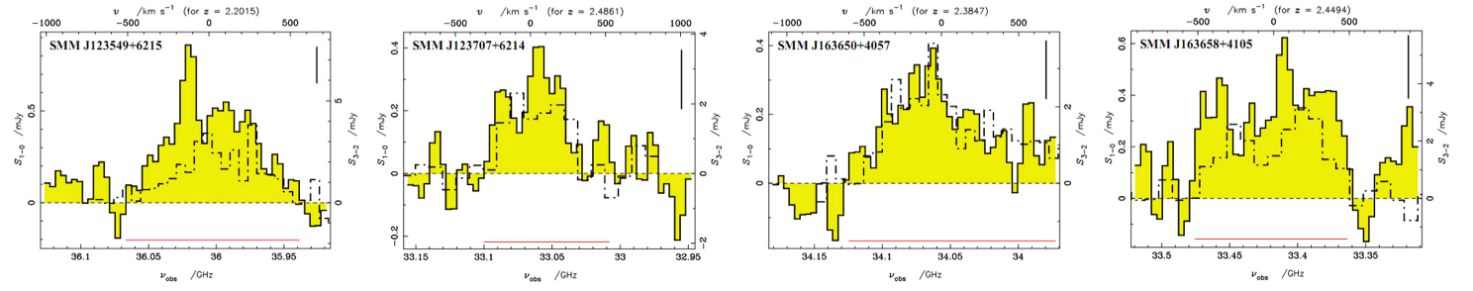 v /km s⁻¹ (for z = 2.2015)
−1000 −500 0 500
SMM J123549+6215
0.5
0
S₁₋₀ /mJy
5
0
S₃₋₂ /mJy
36.1 36.05 36 35.95
ν_obs /GHz
v /km s⁻¹ (for z = 2.4861)
−500 0 500 1000
SMM J123707+6214
0.4
0.2
0
−0.2
S₁₋₀ /mJy
4
2
0
−2
S₃₋₂ /mJy
33.15 33.1 33.05 33 32.95
ν_obs /GHz
v /km s⁻¹ (for z = 2.3847)
−1000 −500 0 500
SMM J163650+4057
0.4
0.2
0
S₁₋₀ /mJy
2
0
S₃₋₂ /mJy
34.15 34.1 34.05 34
ν_obs /GHz
v /km s⁻¹ (for z = 2.4494)
−500 0 500
SMM J163658+4105
0.6
0.4
0.2
0
S₁₋₀ /mJy
4
2
0
S₃₋₂ /mJy
33.5 33.45 33.4 33.35
ν_obs /GHz